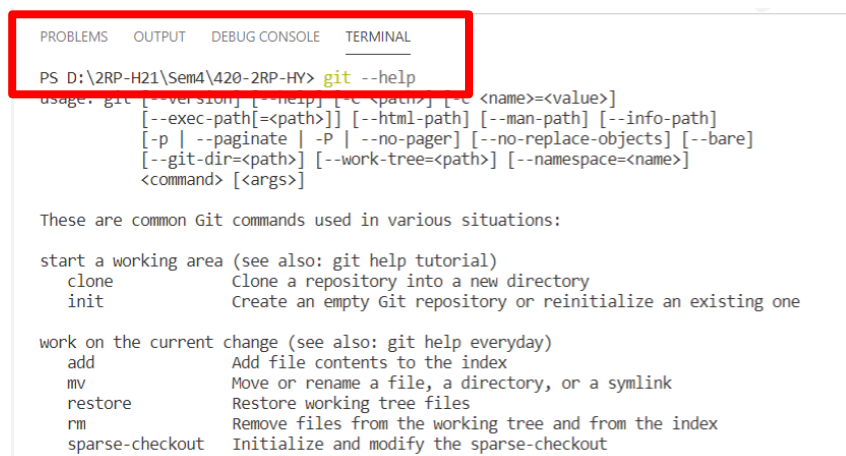 PROBLEMS OUTPUT DEBUG CONSOLE TERMINAL
PS D:\2RP-H21\Sem4\420-2RP-HY> git --help
usage: git [--version] [--help] [-C <path>] [-c <name>=<value>]
[--exec-path[=<path>]] [--html-path] [--man-path] [--info-path]
[-p | --paginate | -P | --no-pager] [--no-replace-objects] [--bare]
[--git-dir=<path>] [--work-tree=<path>] [--namespace=<name>]
<command> [<args>]
These are common Git commands used in various situations:
start a working area (see also: git help tutorial)
clone Clone a repository into a new directory
init Create an empty Git repository or reinitialize an existing one
work on the current change (see also: git help everyday)
add Add file contents to the index
mv Move or rename a file, a directory, or a symlink
restore Restore working tree files
rm Remove files from the working tree and from the index
sparse-checkout Initialize and modify the sparse-checkout